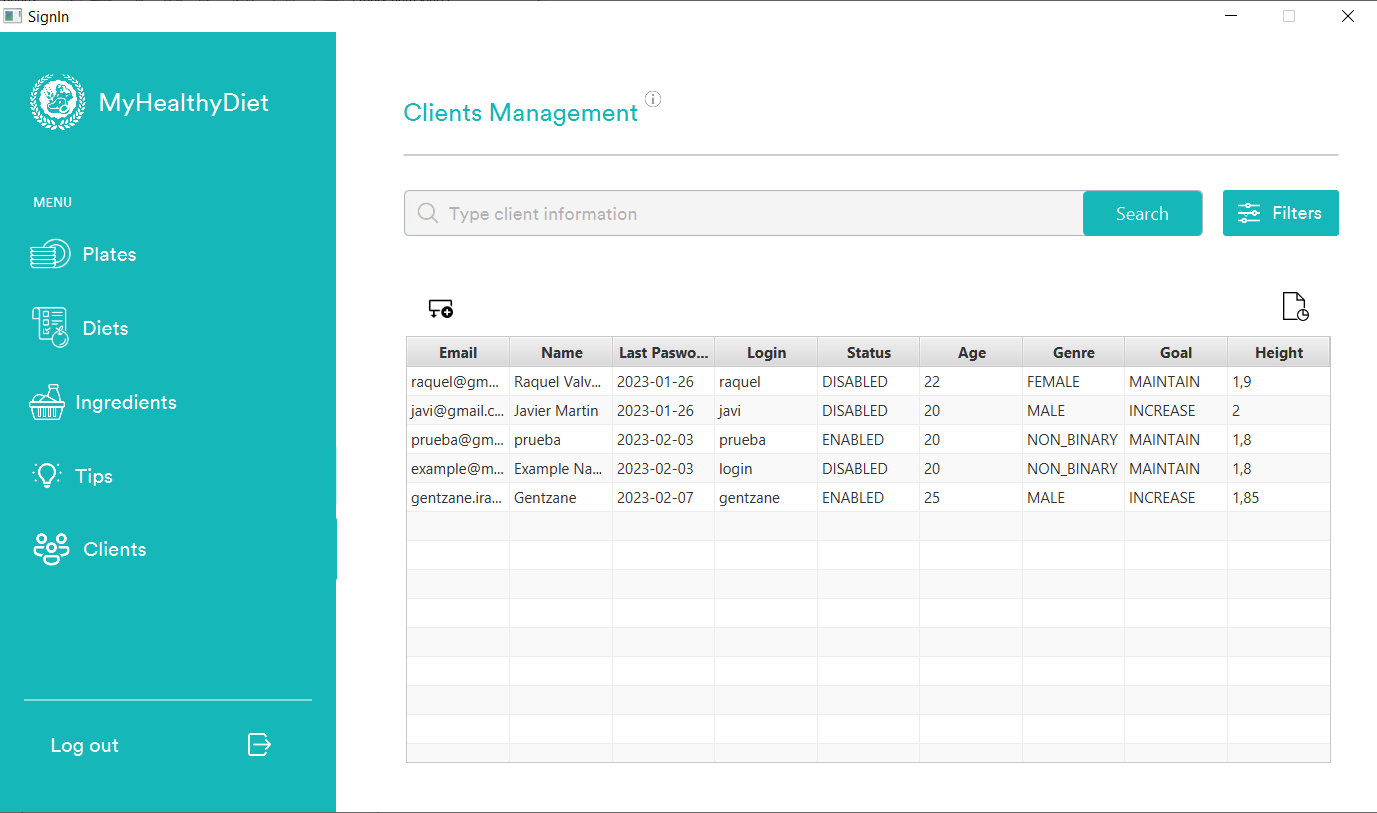 SignIn
MyHealthyDiet
MENU
Plates
Diets
Ingredients
Tips
Clients
Log out
Clients Management
Type client information Search Filters
Email Name Last Paswo... Login Status Age Genre Goal Height
raquel@gm... Raquel Valv... 2023-01-26 raquel DISABLED 22 FEMALE MAINTAIN 1,9
javi@gmail.c... Javier Martin 2023-01-26 javi DISABLED 20 MALE INCREASE 2
prueba@gm... prueba 2023-02-03 prueba ENABLED 20 NON_BINARY MAINTAIN 1,8
example@m... Example Na... 2023-02-03 login DISABLED 20 NON_BINARY MAINTAIN 1,8
gentzane.ira... Gentzane 2023-02-07 gentzane ENABLED 25 MALE INCREASE 1,85